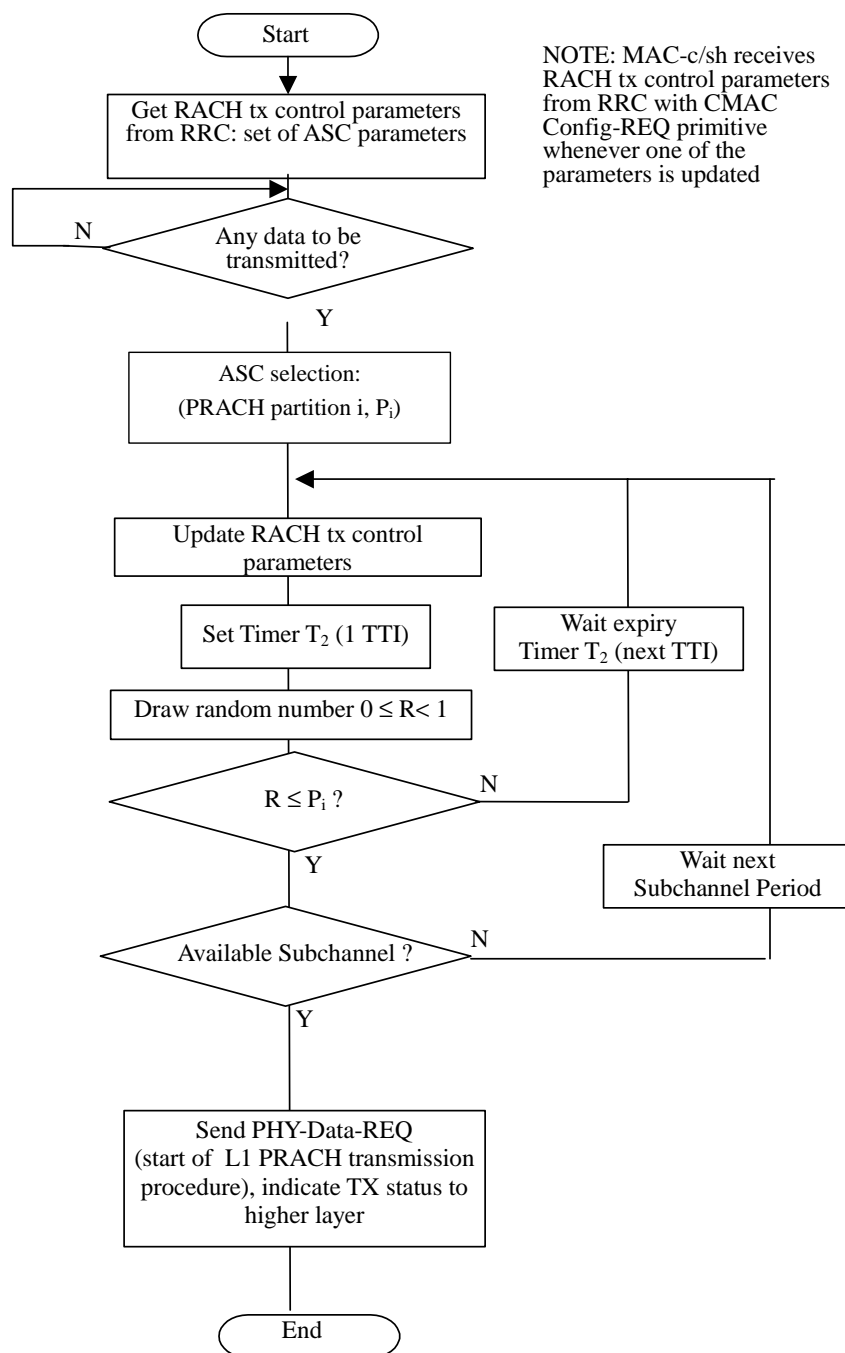 Start
NOTE: MAC-c/sh receives
RACH tx control parameters
from RRC with CMAC
Config-REQ primitive
whenever one of the
parameters is updated
Get RACH tx control parameters
from RRC: set of ASC parameters
N
Any data to be
transmitted?
Y
ASC selection:
(PRACH partition i, Pᵢ)
Update RACH tx control
parameters
Set Timer T₂ (1 TTI)
Wait expiry
Timer T₂ (next TTI)
Draw random number 0 ≤ R< 1
R ≤ Pᵢ ?
N
Y
Wait next
Subchannel Period
Available Subchannel ?
N
Y
Send PHY-Data-REQ
(start of L1 PRACH transmission
procedure), indicate TX status to
higher layer
End